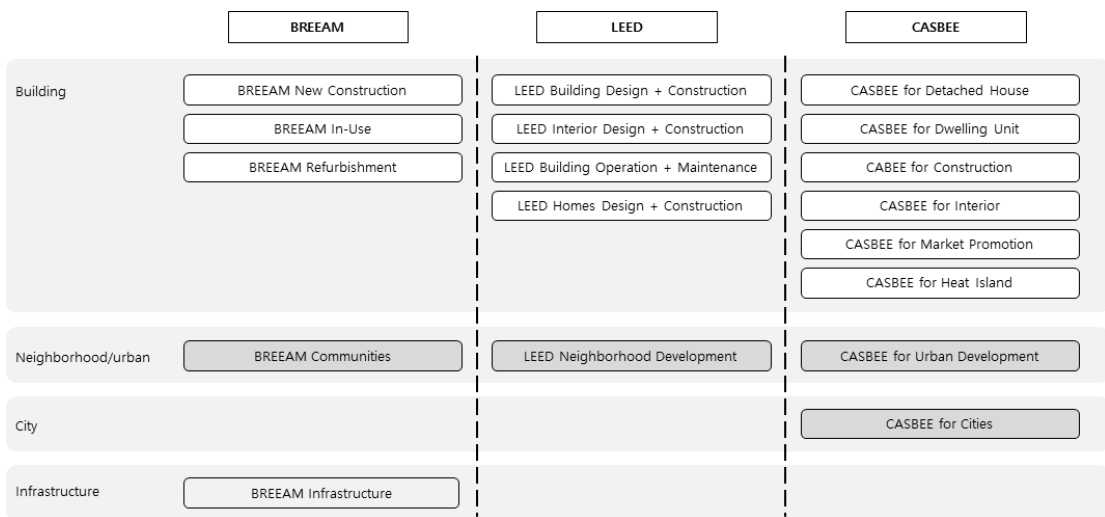 BREEAM LEED CASBEE
Building
BREEAM New Construction LEED Building Design + Construction CASBEE for Detached House
BREEAM In-Use LEED Interior Design + Construction CASBEE for Dwelling Unit
BREEAM Refurbishment LEED Building Operation + Maintenance CABEE for Construction
LEED Homes Design + Construction CASBEE for Interior
CASBEE for Market Promotion
CASBEE for Heat Island
Neighborhood/urban BREEAM Communities LEED Neighborhood Development CASBEE for Urban Development
City CASBEE for Cities
Infrastructure BREEAM Infrastructure